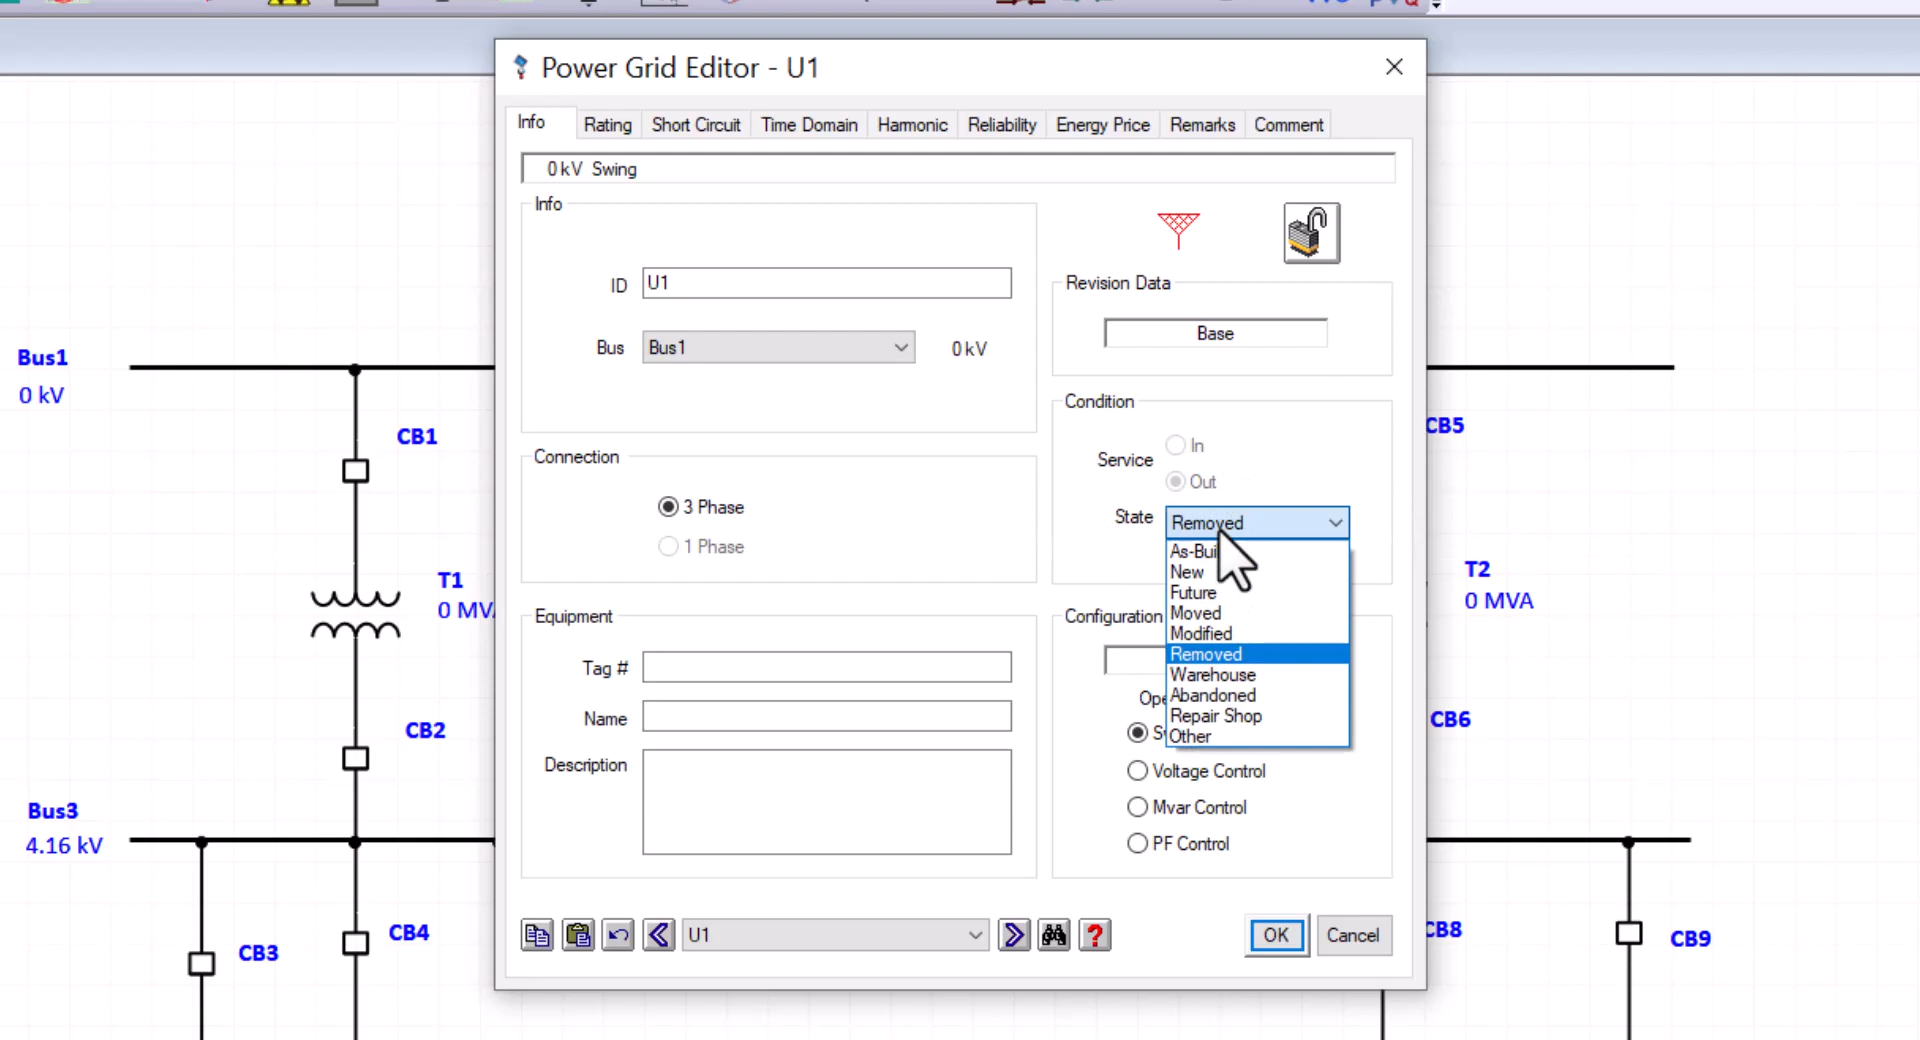 Power Grid Editor - U1
Info
Rating
Short Circuit
Time Domain
Harmonic
Reliability
Energy Price
Remarks
Comment
0 kV Swing
Info
ID
U1
Bus
Bus1
0 kV
Revision Data
Base
Condition
Service
In
Out
State
Removed
As-Bui
New
Future
Moved
Modified
Removed
Warehouse
Abandoned
Repair Shop
Other
Connection
3 Phase
1 Phase
Equipment
Tag #
Name
Description
Configuration
Voltage Control
Mvar Control
PF Control
U1
OK
Cancel
Bus1
0 kV
CB1
T1
0 MV
CB2
Bus3
4.16 kV
CB3
CB4
CB5
T2
0 MVA
CB6
CB8
CB9